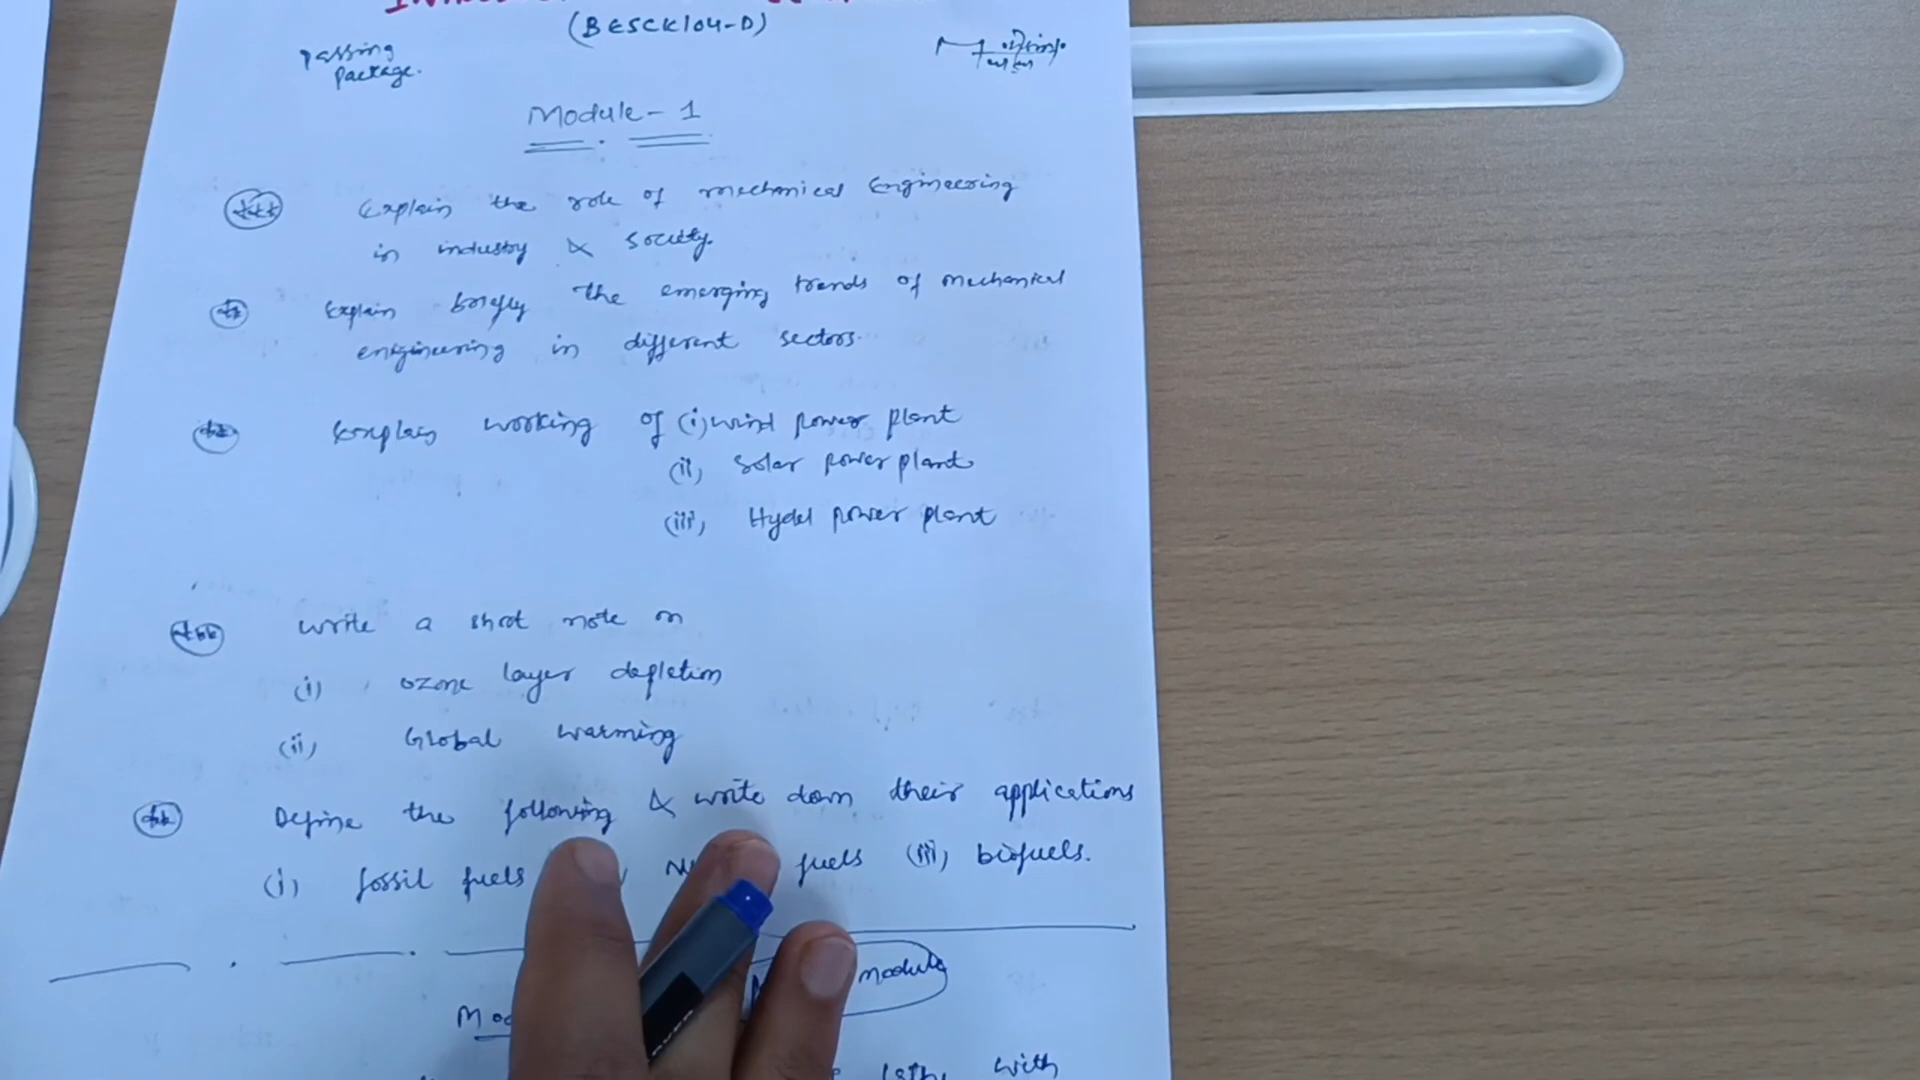 (BESCK104-D)
Passing
package.
Module - 1
*** Explain the role of mechanical Engineering
in industry & society.
** Explain briefly the emerging trends of mechanical
engineering in different sectors.
** Explain working of (i) wind power plant
(ii) Solar power plant
(iii) Hydel power plant
*** write a short note on
(i) ozone layer depletion
(ii) Global warming
** Define the following & write down their applications
(i) fossil fuels fuels (iii) biofuels.
module
with